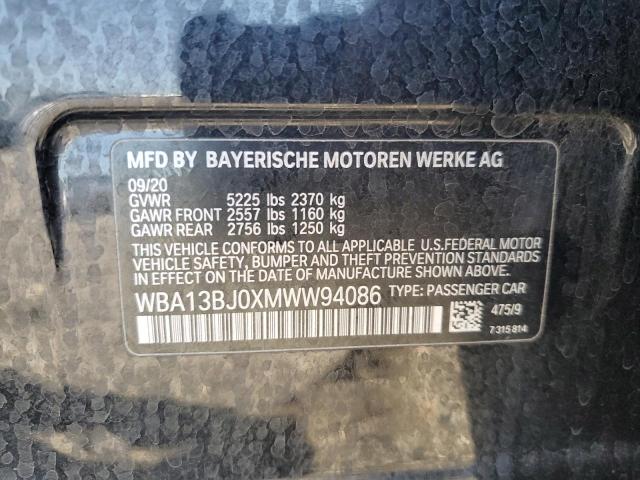 MFD BY BAYERISCHE MOTOREN WERKE AG
09/20
GVWR 5225 lbs 2370 kg
GAWR FRONT 2557 lbs 1160 kg
GAWR REAR 2756 lbs 1250 kg
THIS VEHICLE CONFORMS TO ALL APPLICABLE U.S.FEDERAL MOTOR
VEHICLE SAFETY, BUMPER AND THEFT PREVENTION STANDARDS
IN EFFECT ON THE DATE OF MANUFACTURE SHOWN ABOVE.
WBA13BJ0XMWW94086 TYPE: PASSENGER CAR
475/9
7 315 814